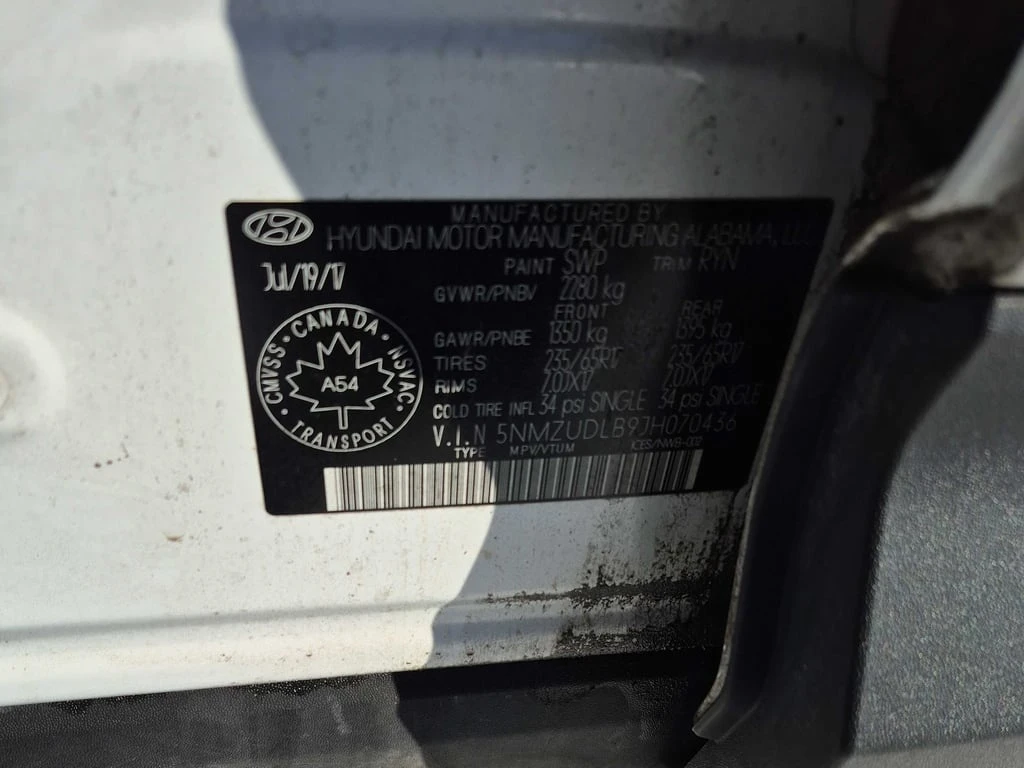 MANUFACTURED BY
HYUNDAI MOTOR MANUFACTURING ALABAMA, LLC
Jul/19/17
PAINT SWP TRIM RYN
GVWR/PNBV 2280 kg
FRONT REAR
GAWR/PNBE 1350 kg kg
TIRES 235/65R17 235/65R17
RIMS 7.0JX17 7.0JX17
COLD TIRE INFL 34 psi SINGLE 34 psi SINGLE
V.I.N 5NMZUDLB9JH070436
TYPE MPV/VTUM ICES/NMB-002
CMVSS · CANADA · NSVAC · TRANSPORT
A54